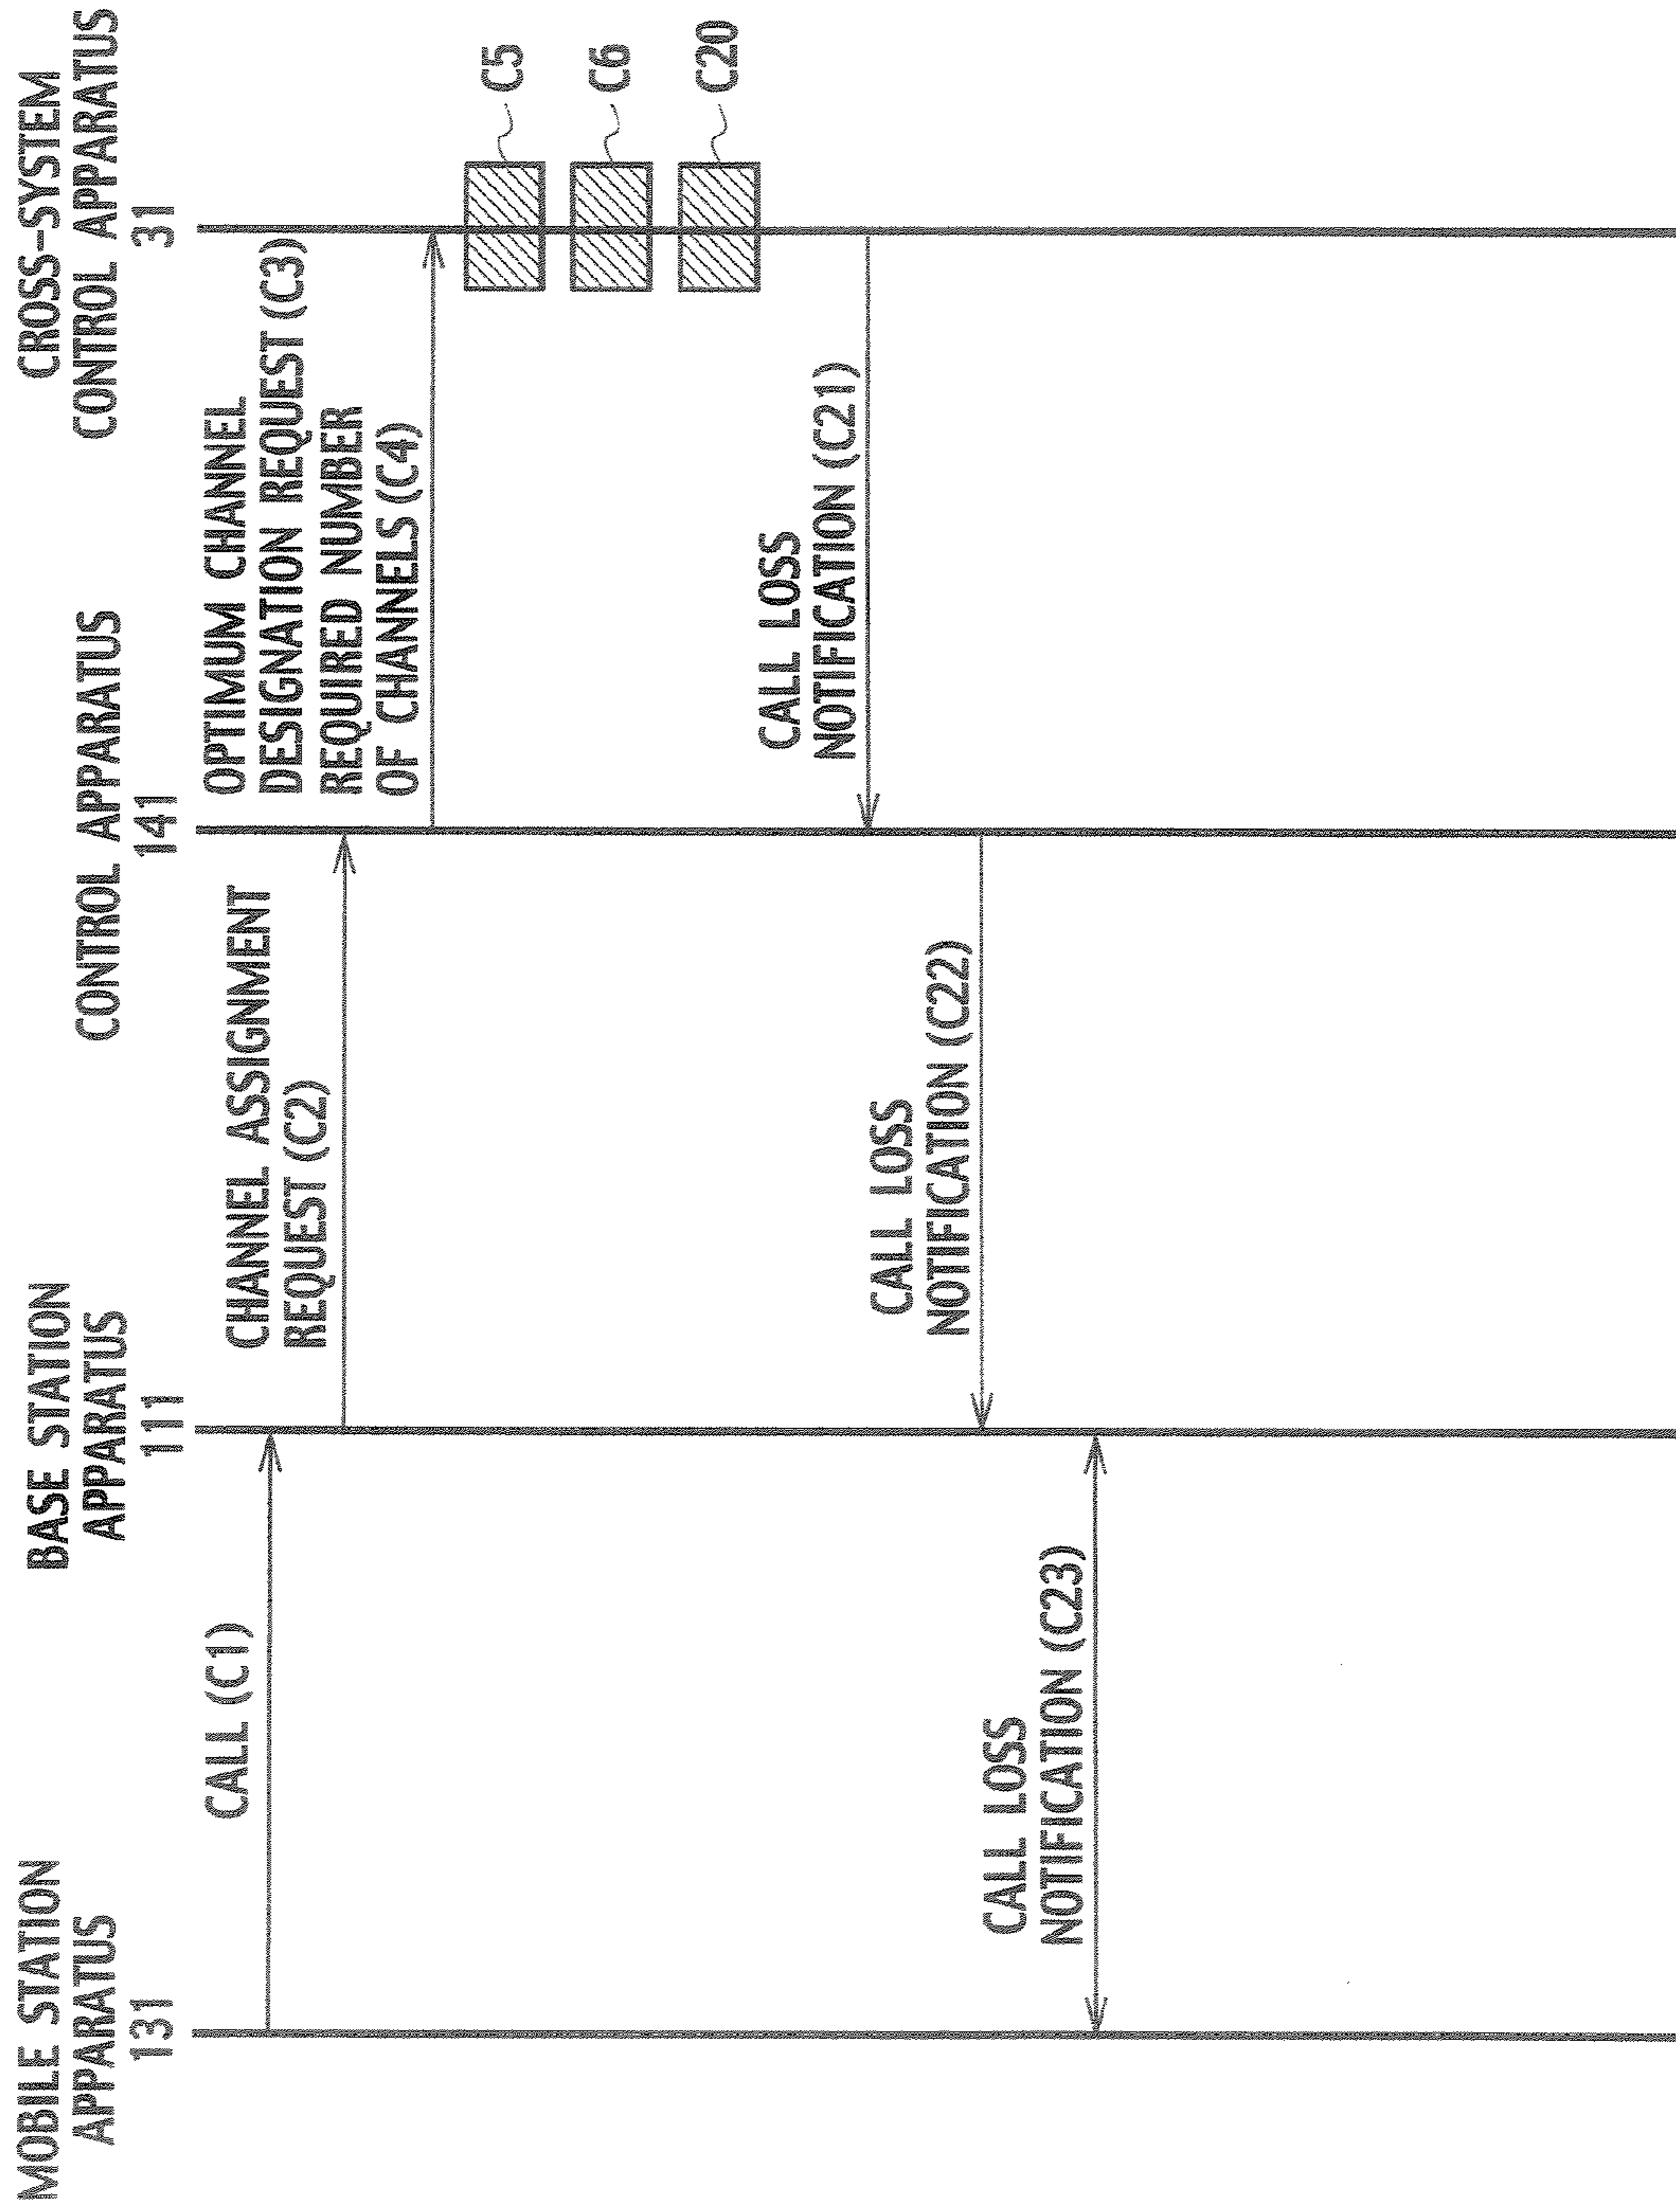 MOBILE STATION
APPARATUS
131
BASE STATION
APPARATUS
111
CONTROL APPARATUS
141
CROSS-SYSTEM
CONTROL APPARATUS
31
CALL (C1)
CHANNEL ASSIGNMENT
REQUEST (C2)
OPTIMUM CHANNEL
DESIGNATION REQUEST (C3)
REQUIRED NUMBER
OF CHANNELS (C4)
C5
C6
C20
CALL LOSS
NOTIFICATION (C21)
CALL LOSS
NOTIFICATION (C22)
CALL LOSS
NOTIFICATION (C23)